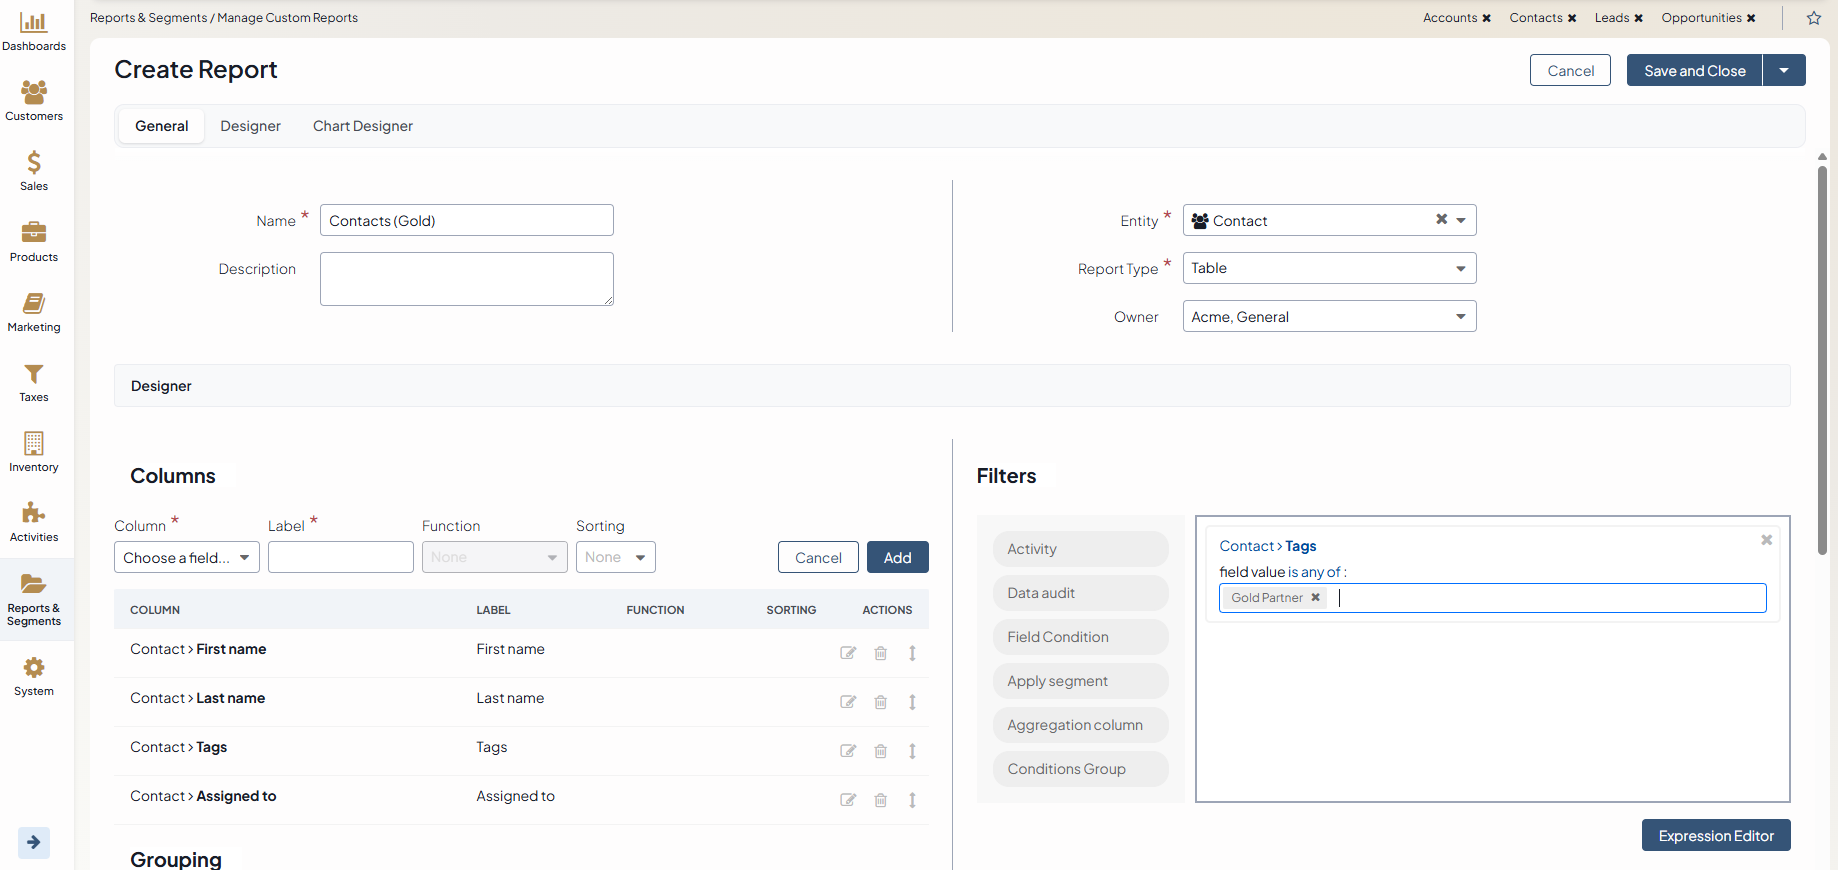 Reports & Segments / Manage Custom Reports
Accounts
Contacts
Leads
Opportunities
Dashboards
Customers
Sales
Products
Marketing
Taxes
Inventory
Activities
Reports &
Segments
System
Create Report
Cancel
Save and Close
General
Designer
Chart Designer
Name *
Contacts (Gold)
Description
Entity *
Contact
Report Type *
Table
Owner
Acme, General
Designer
Columns
Column *
Label *
Function
Sorting
Choose a field...
None
None
Cancel
Add
COLUMN LABEL FUNCTION SORTING ACTIONS
Contact > First name First name
Contact > Last name Last name
Contact > Tags Tags
Contact > Assigned to Assigned to
Grouping
Filters
Activity
Data audit
Field Condition
Apply segment
Aggregation column
Conditions Group
Contact > Tags
field value is any of :
Gold Partner
Expression Editor